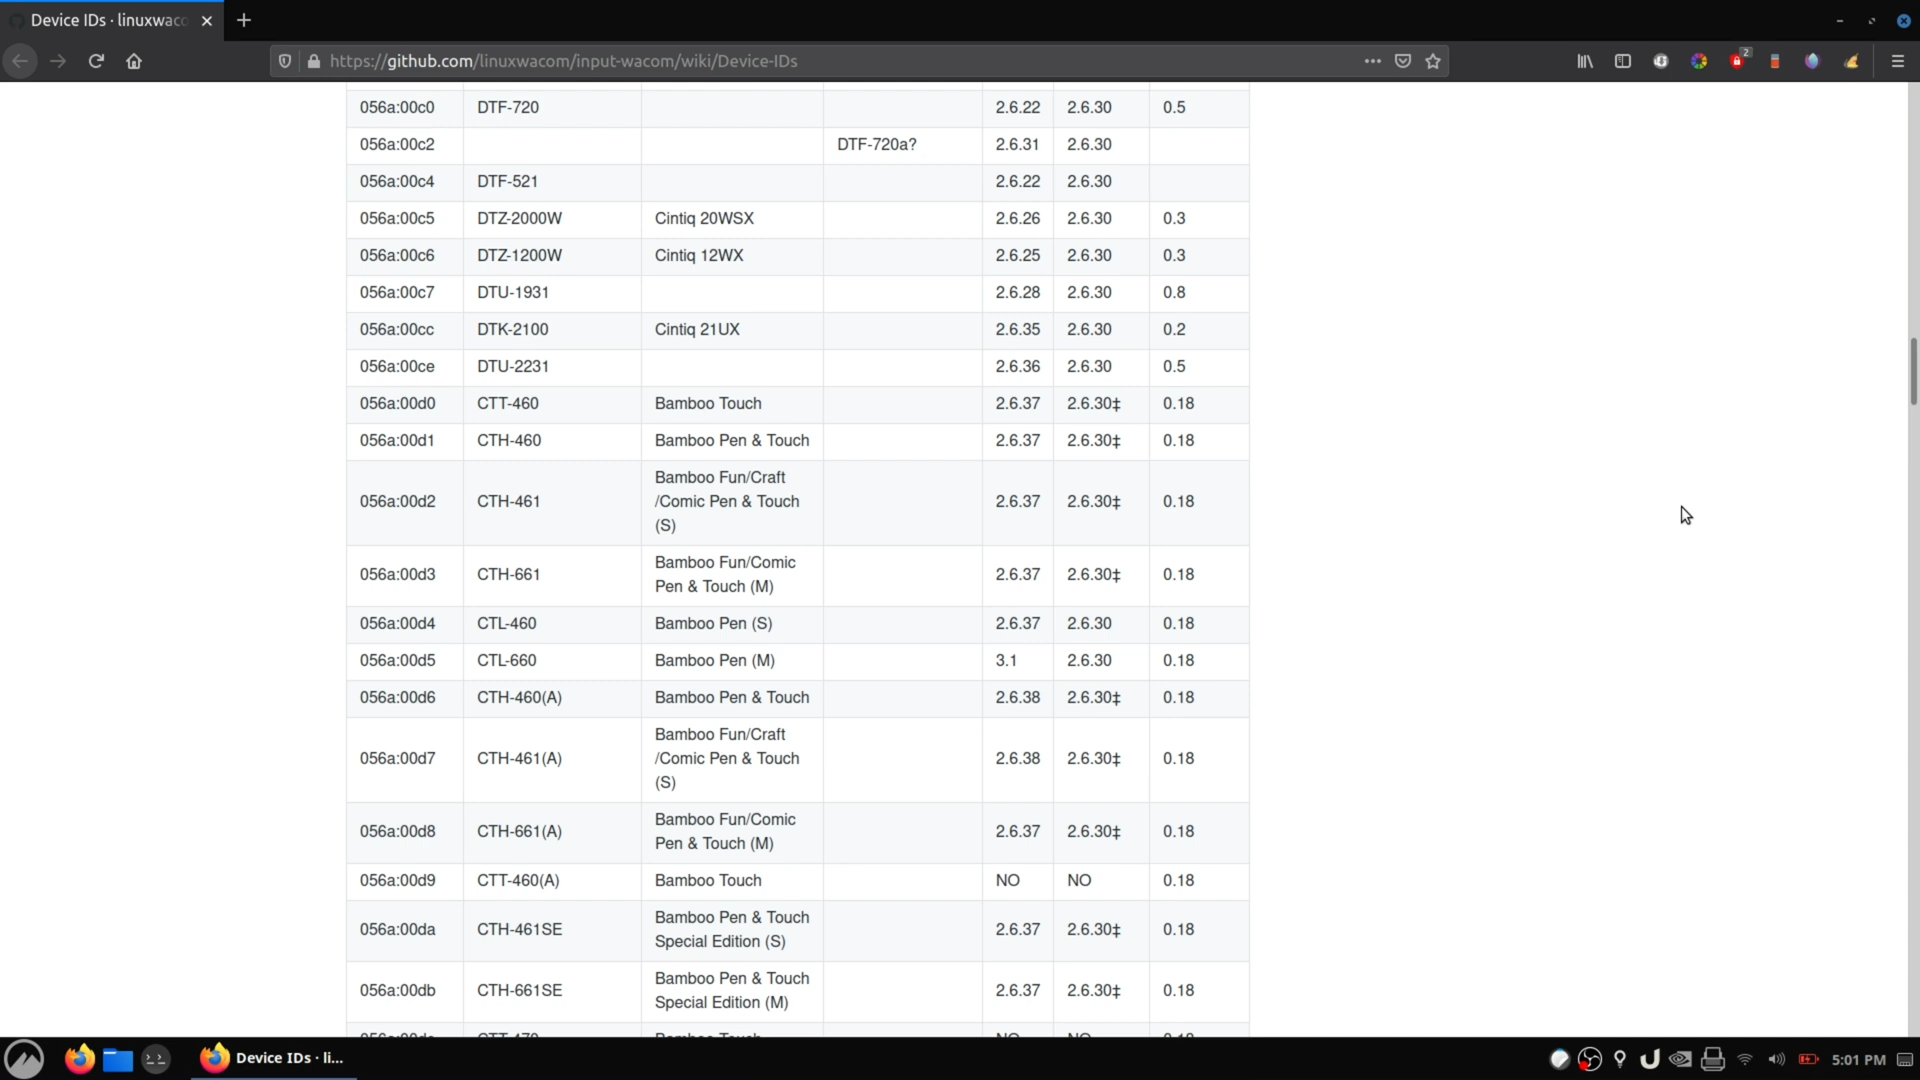 Device IDs · linuxwaco
https://github.com/linuxwacom/input-wacom/wiki/Device-IDs
2
056a:00c0 DTF-720 2.6.22 2.6.30 0.5
056a:00c2 DTF-720a? 2.6.31 2.6.30
056a:00c4 DTF-521 2.6.22 2.6.30
056a:00c5 DTZ-2000W Cintiq 20WSX 2.6.26 2.6.30 0.3
056a:00c6 DTZ-1200W Cintiq 12WX 2.6.25 2.6.30 0.3
056a:00c7 DTU-1931 2.6.28 2.6.30 0.8
056a:00cc DTK-2100 Cintiq 21UX 2.6.35 2.6.30 0.2
056a:00ce DTU-2231 2.6.36 2.6.30 0.5
056a:00d0 CTT-460 Bamboo Touch 2.6.37 2.6.30‡ 0.18
056a:00d1 CTH-460 Bamboo Pen & Touch 2.6.37 2.6.30‡ 0.18
Bamboo Fun/Craft
056a:00d2 CTH-461 /Comic Pen & Touch 2.6.37 2.6.30‡ 0.18
(S)
Bamboo Fun/Comic
056a:00d3 CTH-661 2.6.37 2.6.30‡ 0.18
Pen & Touch (M)
056a:00d4 CTL-460 Bamboo Pen (S) 2.6.37 2.6.30 0.18
056a:00d5 CTL-660 Bamboo Pen (M) 3.1 2.6.30 0.18
056a:00d6 CTH-460(A) Bamboo Pen & Touch 2.6.38 2.6.30‡ 0.18
Bamboo Fun/Craft
056a:00d7 CTH-461(A) /Comic Pen & Touch 2.6.38 2.6.30‡ 0.18
(S)
Bamboo Fun/Comic
056a:00d8 CTH-661(A) 2.6.37 2.6.30‡ 0.18
Pen & Touch (M)
056a:00d9 CTT-460(A) Bamboo Touch NO NO 0.18
Bamboo Pen & Touch
056a:00da CTH-461SE 2.6.37 2.6.30‡ 0.18
Special Edition (S)
Bamboo Pen & Touch
056a:00db CTH-661SE 2.6.37 2.6.30‡ 0.18
Special Edition (M)
Device IDs · li...
5:01 PM